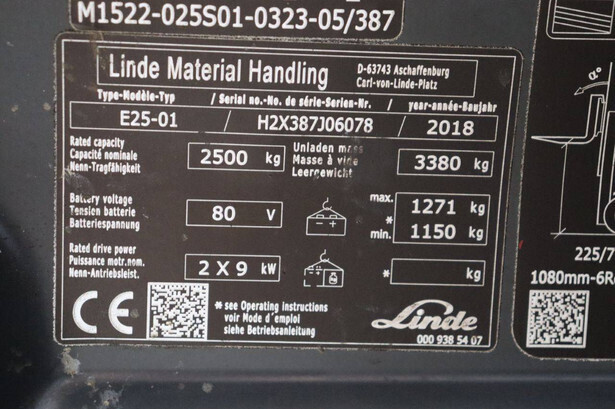 M1522-025S01-0323-05/387
Linde Material Handling
D-63743 Aschaffenburg
Carl-von-Linde-Platz
Type-Modèle-Typ / Serial no.-No. de série-Serien-Nr. year-année-Baujahr
E25-01 / H2X387J06078 / 2018
Rated capacity
Capacité nominale
Nenn-Tragfähigkeit
2500 kg
Unladen mass
Masse à vide
Leergewicht
3380 kg
Battery voltage
Tension batterie
Batteriespannung
80 V
- +
max. 1271 kg
*
min. 1150 kg
Rated drive power
Puissance motr.nom.
Nenn-Antriebsleist.
2 X 9 kW
- +
* kg
CE
* see Operating instructions
voir Mode d'emploi
siehe Betriebsanleitung
Linde
000 938 54 07
α°
225/7
1080mm-6R